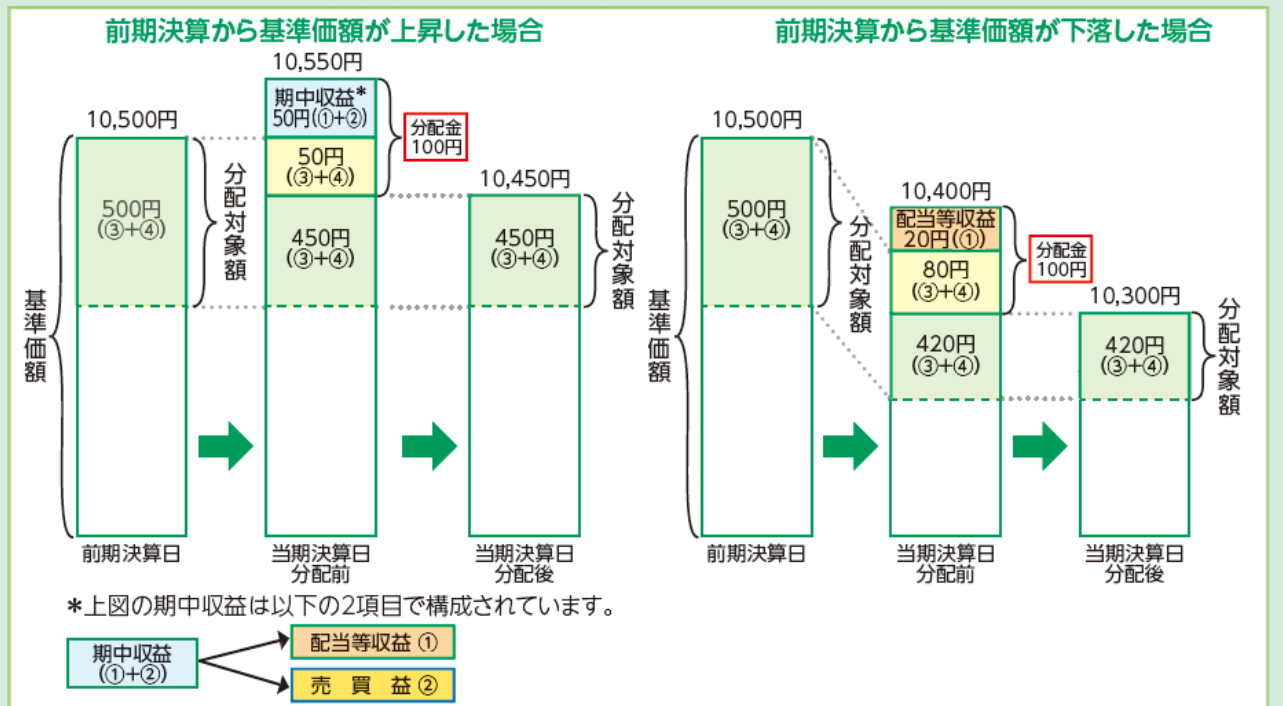 前期決算から基準価額が上昇した場合
10,500円
500円
(③+④)
分配対象額
基準価額
前期決算日
10,550円
期中収益*
50円(①+②)
50円
(③+④)
450円
(③+④)
分配金
100円
当期決算日
分配前
10,450円
450円
(③+④)
分配対象額
当期決算日
分配後
*上図の期中収益は以下の2項目で構成されています。
期中収益
(①+②)
配当等収益 ①
売 買 益 ②
前期決算から基準価額が下落した場合
10,500円
500円
(③+④)
分配対象額
基準価額
前期決算日
10,400円
配当等収益
20円(①)
80円
(③+④)
420円
(③+④)
分配金
100円
当期決算日
分配前
10,300円
420円
(③+④)
分配対象額
当期決算日
分配後